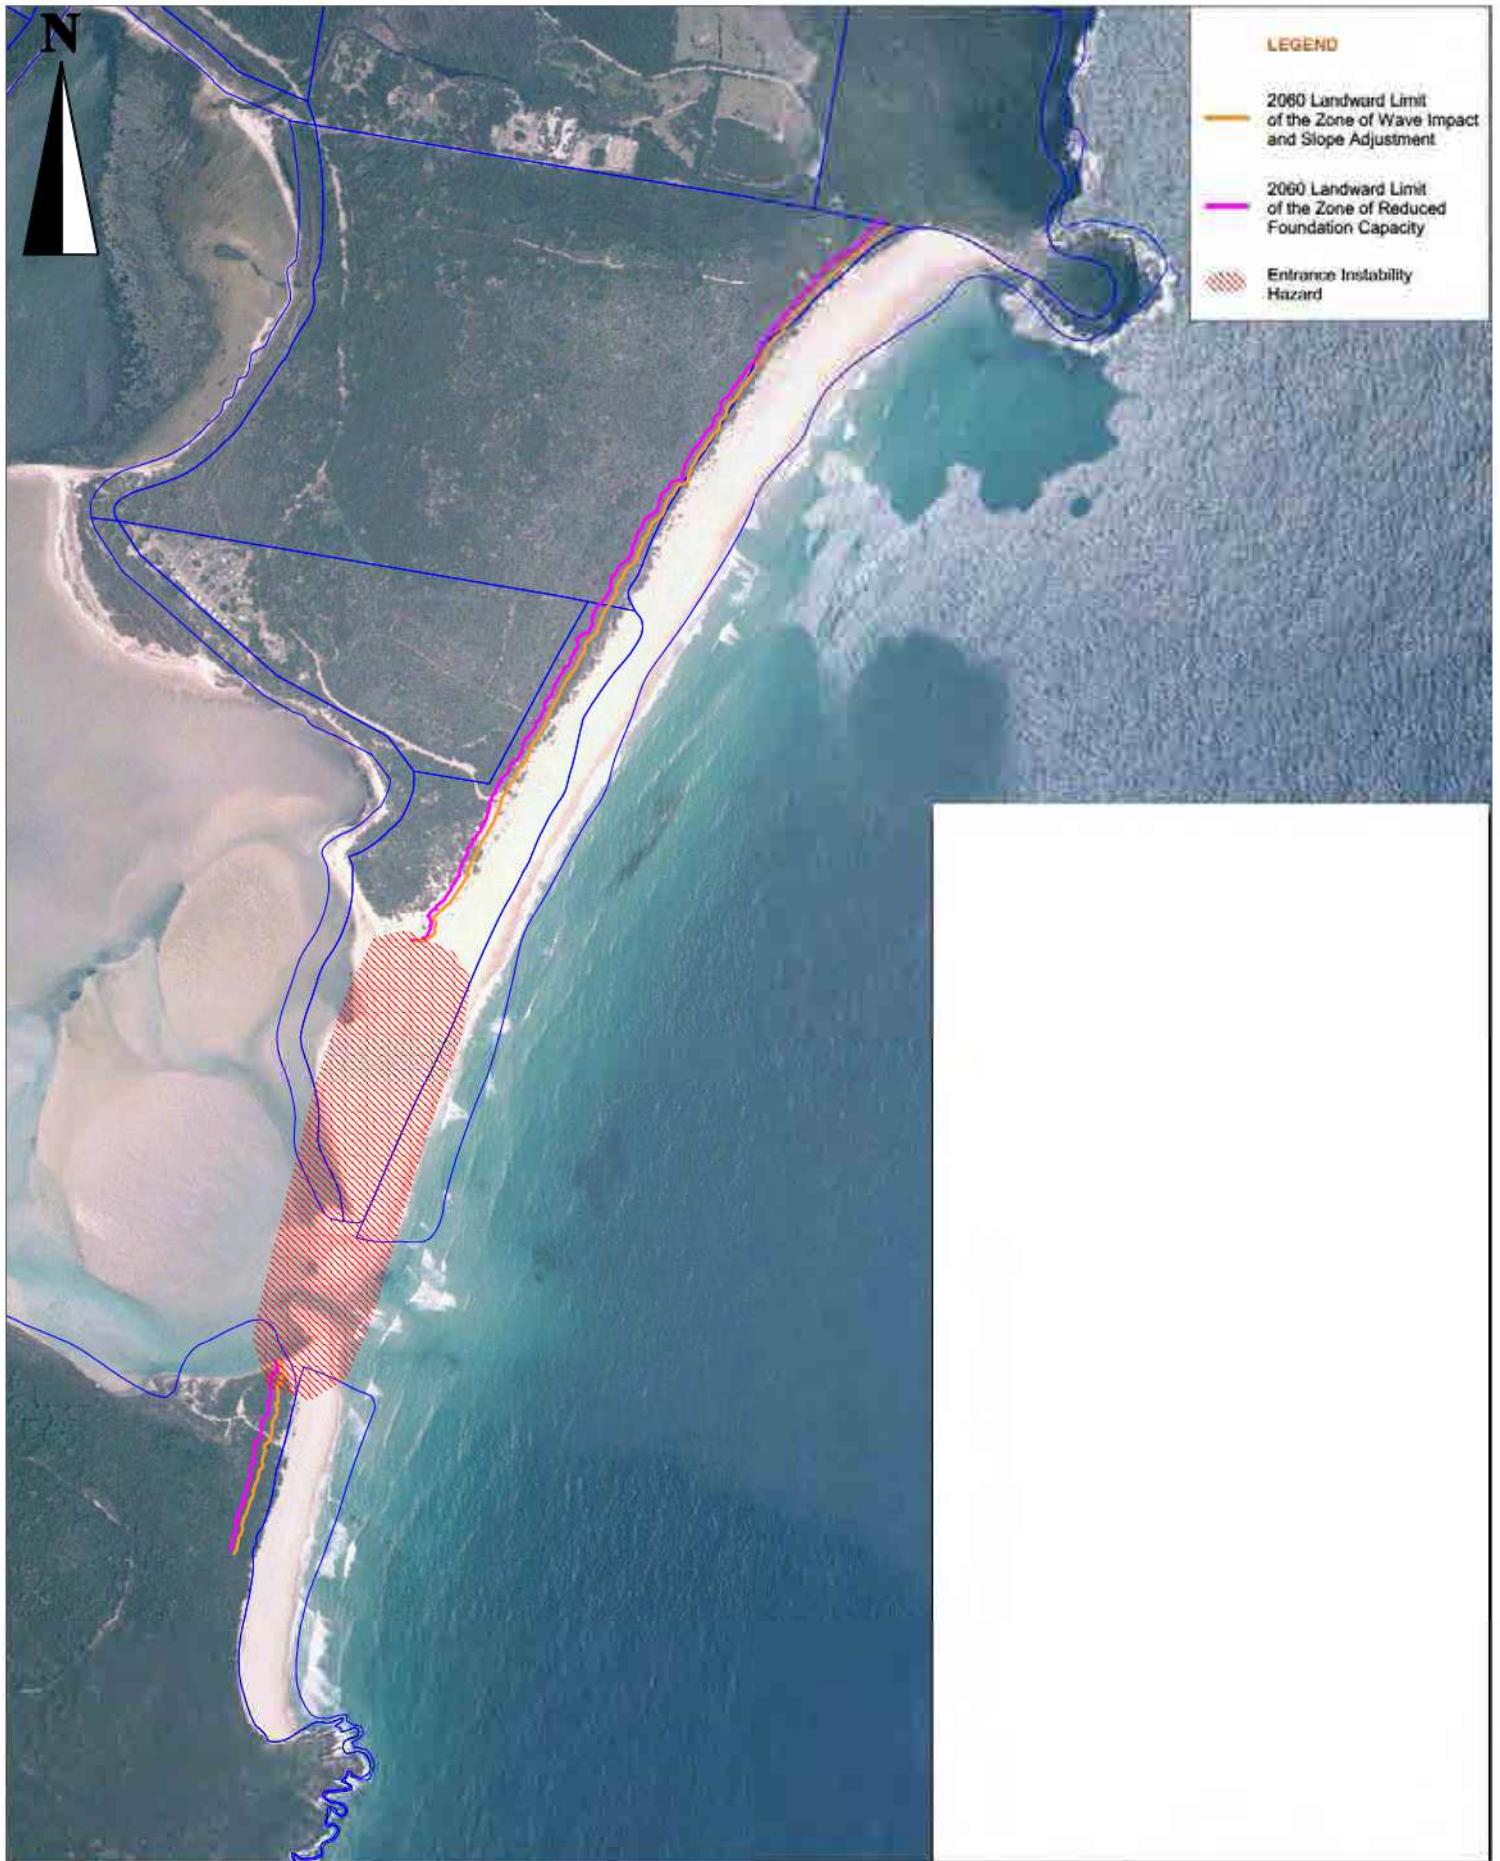 N
LEGEND
2060 Landward Limit
of the Zone of Wave Impact
and Slope Adjustment
2060 Landward Limit
of the Zone of Reduced
Foundation Capacity
Entrance Instability
Hazard